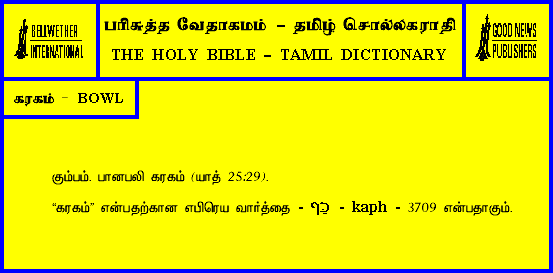 BELLWETHER
INTERNATIONAL
பரிசுத்த வேதாகமம் – தமிழ் சொல்லகராதி
THE HOLY BIBLE – TAMIL DICTIONARY
GOOD NEWS
PUBLISHERS
கரகம் – BOWL
கும்பம். பானபலி கரகம் (யாத் 25:29).
“கரகம்” என்பதற்கான எபிரெய வார்த்தை - כַּף - kaph - 3709 என்பதாகும்.